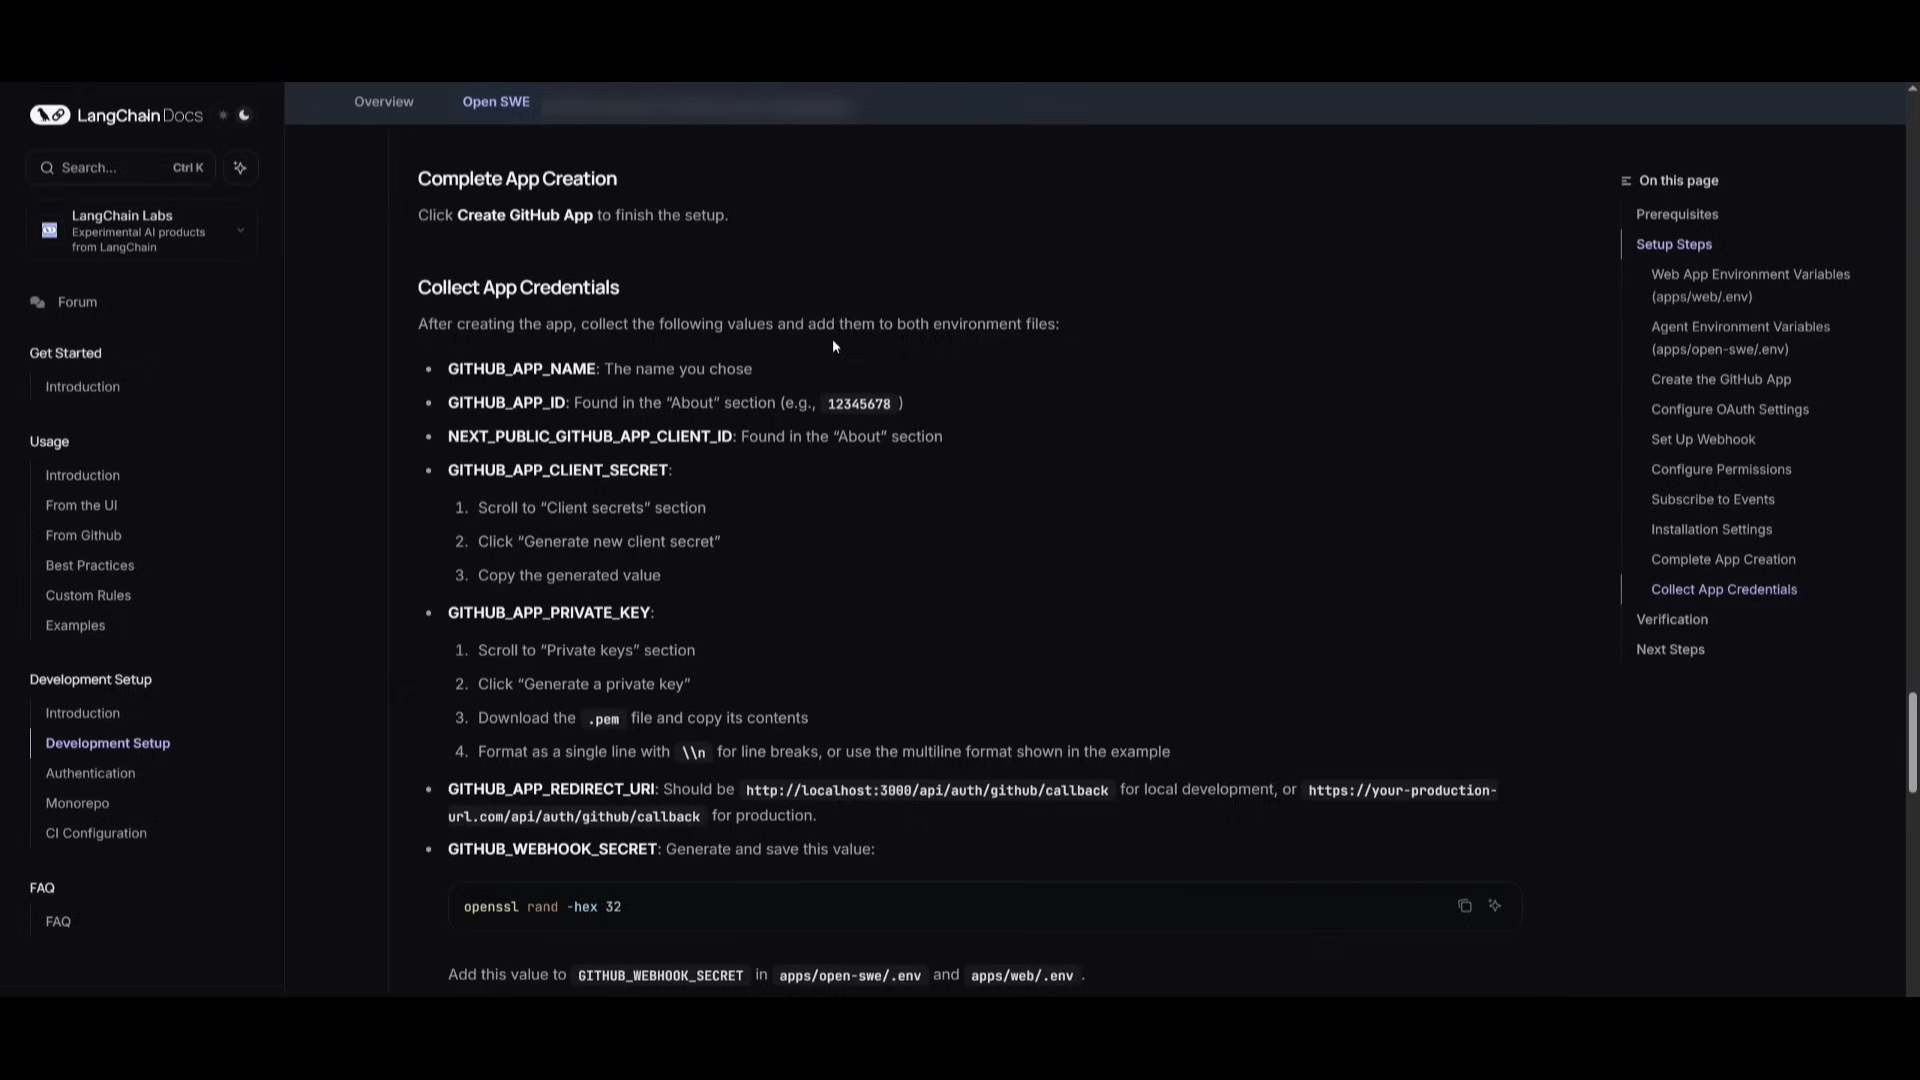 LangChain Docs
Search...
Ctrl K
LangChain Labs
Experimental AI products
from LangChain
Forum
Get Started
Introduction
Usage
Introduction
From the UI
From Github
Best Practices
Custom Rules
Examples
Development Setup
Introduction
Development Setup
Authentication
Monorepo
CI Configuration
FAQ
FAQ
Overview
Open SWE
Complete App Creation
Click Create GitHub App to finish the setup.
Collect App Credentials
After creating the app, collect the following values and add them to both environment files:
• GITHUB_APP_NAME: The name you chose
• GITHUB_APP_ID: Found in the “About” section (e.g., 12345678 )
• NEXT_PUBLIC_GITHUB_APP_CLIENT_ID: Found in the “About” section
• GITHUB_APP_CLIENT_SECRET:
1. Scroll to “Client secrets” section
2. Click “Generate new client secret”
3. Copy the generated value
• GITHUB_APP_PRIVATE_KEY:
1. Scroll to “Private keys” section
2. Click “Generate a private key”
3. Download the .pem file and copy its contents
4. Format as a single line with \\n for line breaks, or use the multiline format shown in the example
• GITHUB_APP_REDIRECT_URI: Should be http://localhost:3000/api/auth/github/callback for local development, or https://your-production-
url.com/api/auth/github/callback for production.
• GITHUB_WEBHOOK_SECRET: Generate and save this value:
openssl rand -hex 32
Add this value to GITHUB_WEBHOOK_SECRET in apps/open-swe/.env and apps/web/.env .
On this page
Prerequisites
Setup Steps
Web App Environment Variables
(apps/web/.env)
Agent Environment Variables
(apps/open-swe/.env)
Create the GitHub App
Configure OAuth Settings
Set Up Webhook
Configure Permissions
Subscribe to Events
Installation Settings
Complete App Creation
Collect App Credentials
Verification
Next Steps